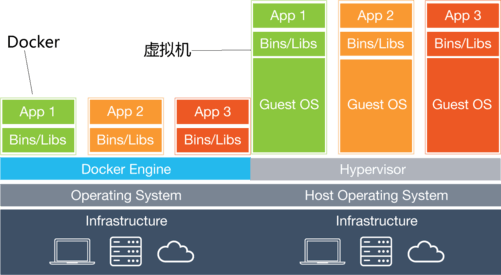 Docker
App 1
App 2
App 3
Bins/Libs
Bins/Libs
Bins/Libs
Docker Engine
Operating System
Infrastructure
虚拟机
App 1
App 2
App 3
Bins/Libs
Bins/Libs
Bins/Libs
Guest OS
Guest OS
Guest OS
Hypervisor
Host Operating System
Infrastructure